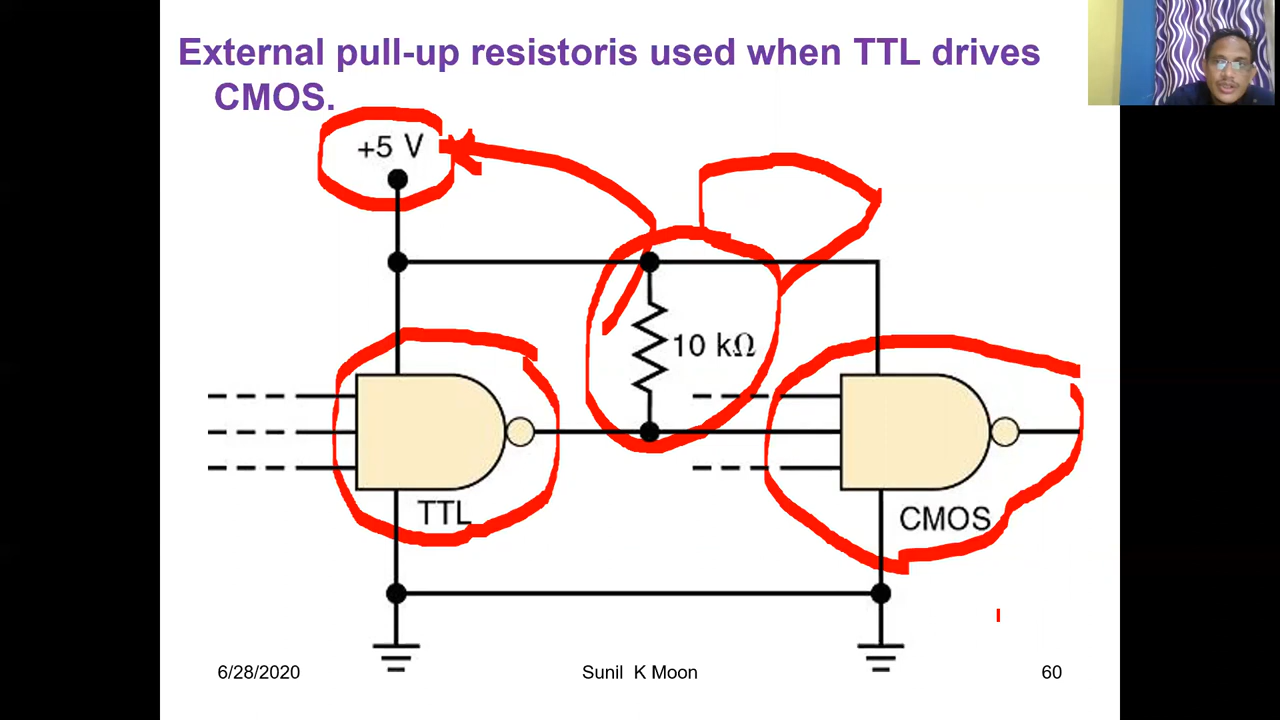 External pull-up resistoris used when TTL drives
CMOS.
+5 V
10 kΩ
TTL
CMOS
6/28/2020
Sunil K Moon
60